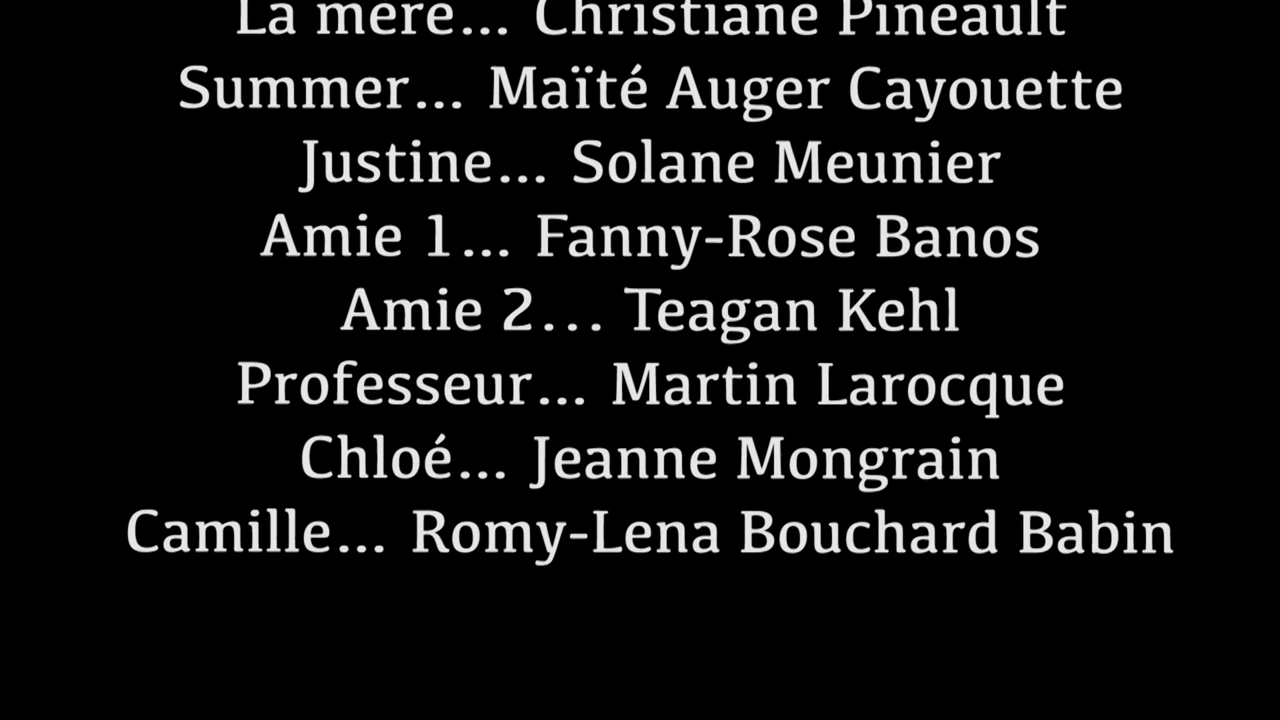 La mère... Christiane Pineault
Summer... Maïté Auger Cayouette
Justine... Solane Meunier
Amie 1... Fanny-Rose Banos
Amie 2... Teagan Kehl
Professeur... Martin Larocque
Chloé... Jeanne Mongrain
Camille... Romy-Lena Bouchard Babin